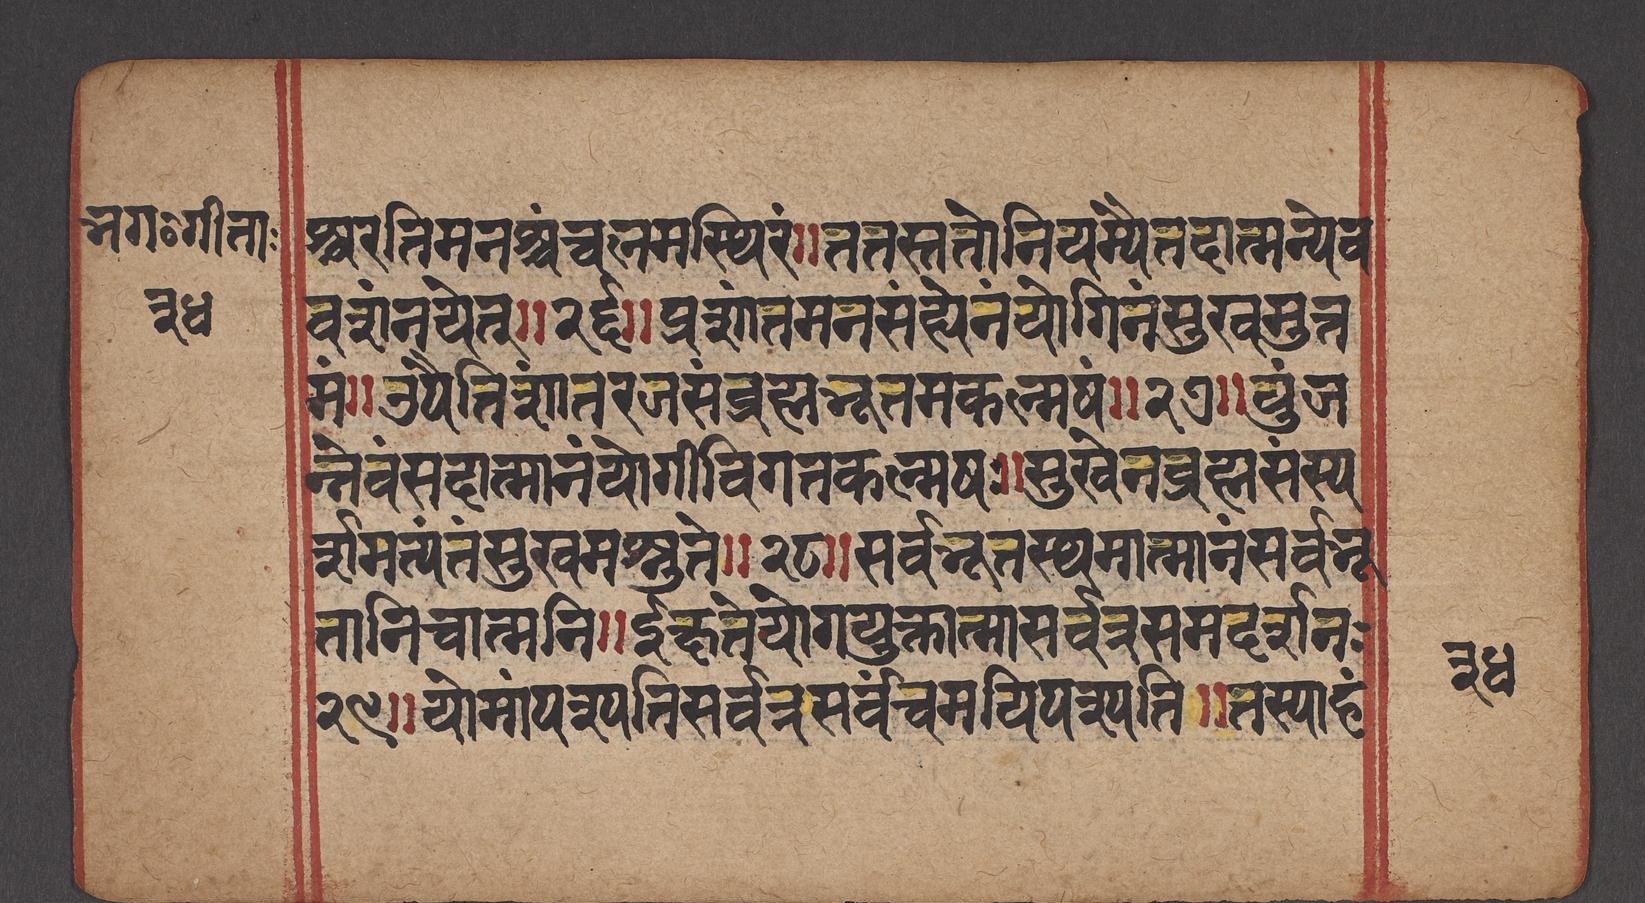 भग॰गीताः
३४
श्चरतिमनश्चंचलमस्थिरं॥ततस्ततोनियम्यैतदात्मन्येव
वशंनयेत्॥२६॥प्रशांतमनसंह्येनंयोगिनंसुखमुत्त
मं॥उपैतिशांतरजसंब्रह्मभूतमकल्मषं॥२७॥युंज
न्नेवंसदात्मानंयोगीविगतकल्मषः॥सुखेनब्रह्मसंस्प
र्शमत्यंतंसुखमश्नुते॥२८॥सर्वभूतस्थमात्मानंसर्वभू
तानिचात्मनि॥ईक्षतेयोगयुक्तात्मासर्वत्रसमदर्शनः
२९॥योमांपश्यतिसर्वत्रसर्वंचमयिपश्यति॥तस्याहं
३४